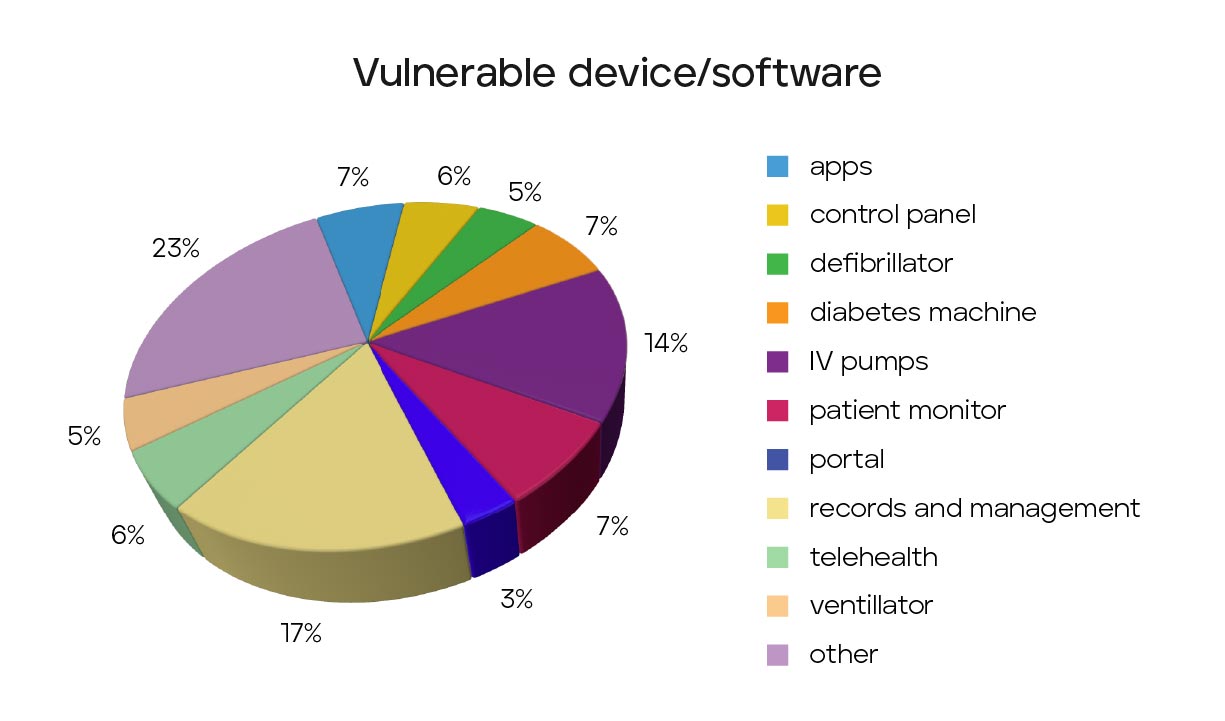 Vulnerable device/software
7%
6%
5%
7%
14%
7%
3%
17%
6%
5%
23%
apps
control panel
defibrillator
diabetes machine
IV pumps
patient monitor
portal
records and management
telehealth
ventillator
other